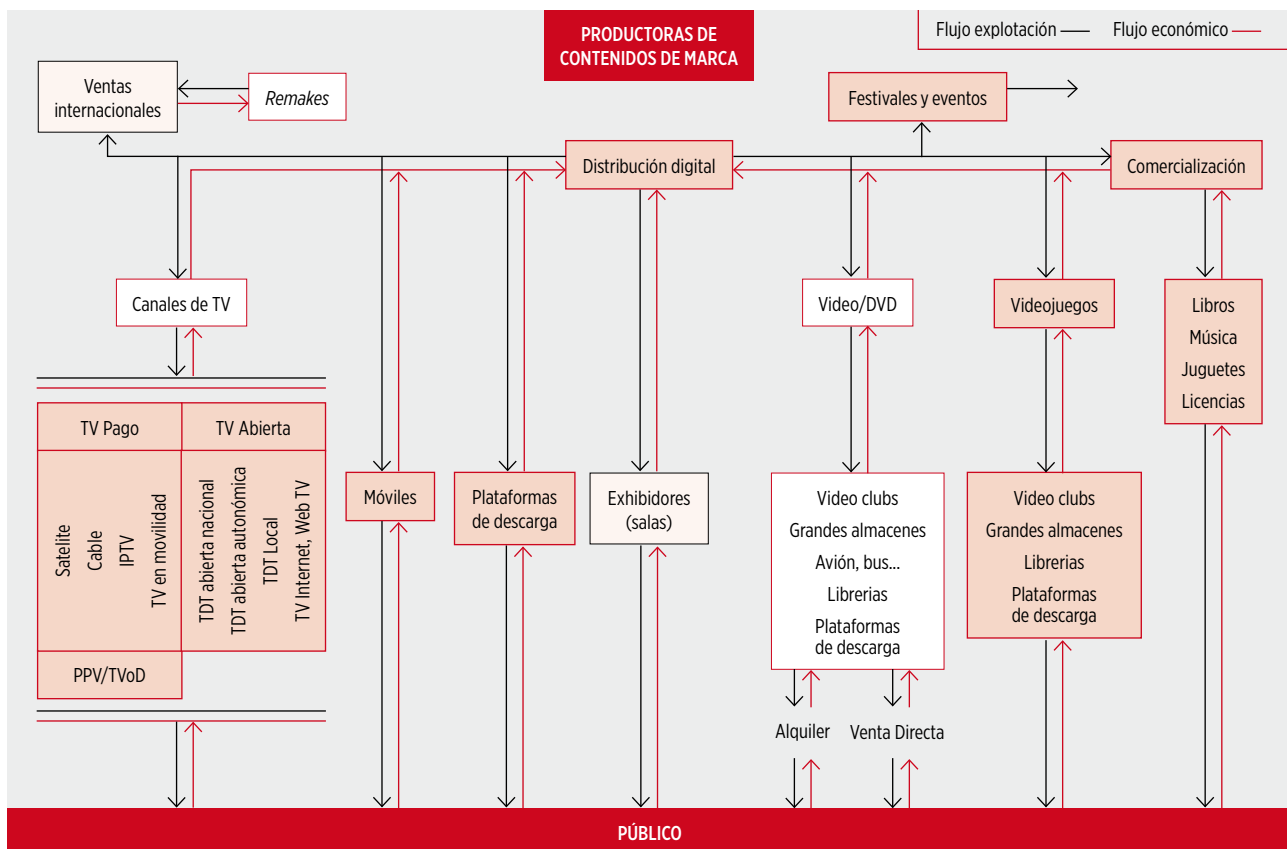 PRODUCTORAS DE
CONTENIDOS DE MARCA
Flujo explotación
Flujo económico
Ventas
internacionales
Remakes
Festivales y eventos
Distribución digital
Comercialización
Canales de TV
Video/DVD
Videojuegos
Libros
Música
Juguetes
Licencias
TV Pago
TV Abierta
Satelite
Cable
IPTV
TV en movilidad
TDT abierta nacional
TDT abierta autonómica
TDT Local
TV Internet, Web TV
PPV/TVoD
Móviles
Plataformas
de descarga
Exhibidores
(salas)
Video clubs
Grandes almacenes
Avión, bus...
Librerias
Plataformas
de descarga
Video clubs
Grandes almacenes
Librerias
Plataformas
de descarga
Alquiler
Venta Directa
PÚBLICO